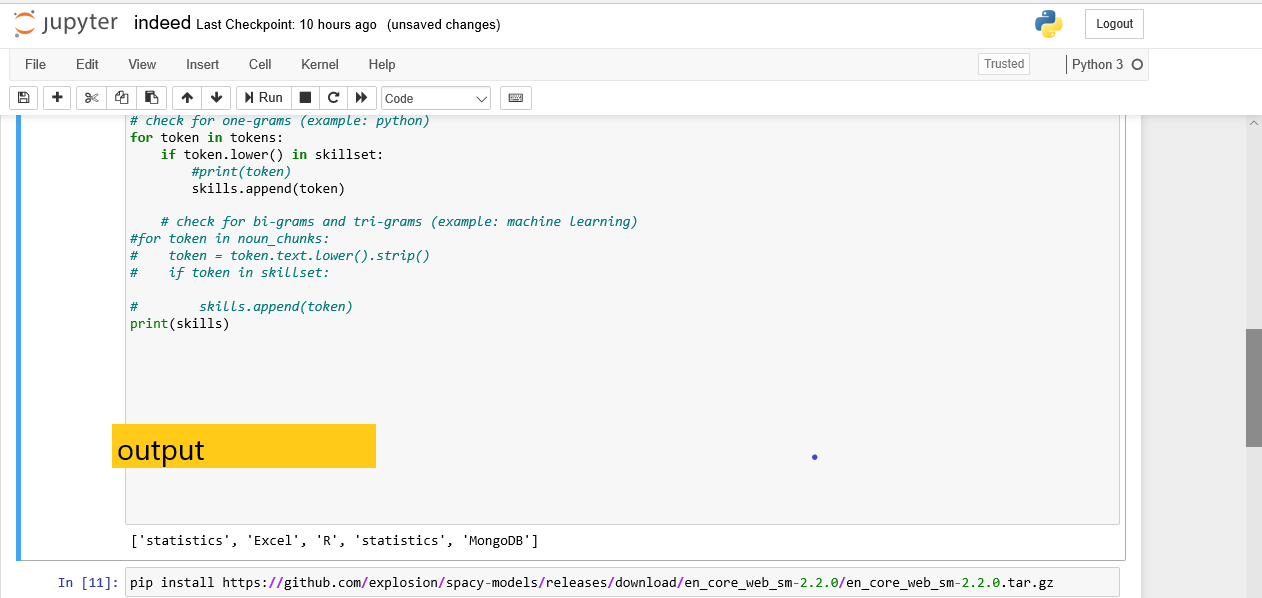 jupyter indeed Last Checkpoint: 10 hours ago (unsaved changes) Logout
File Edit View Insert Cell Kernel Help Trusted Python 3
Run Code
# check for one-grams (example: python)
for token in tokens:
    if token.lower() in skillset:
        #print(token)
        skills.append(token)
    # check for bi-grams and tri-grams (example: machine learning)
#for token in noun_chunks:
#    token = token.text.lower().strip()
#    if token in skillset:
#        skills.append(token)
print(skills)
output
['statistics', 'Excel', 'R', 'statistics', 'MongoDB']
In [11]: pip install https://github.com/explosion/spacy-models/releases/download/en_core_web_sm-2.2.0/en_core_web_sm-2.2.0.tar.gz